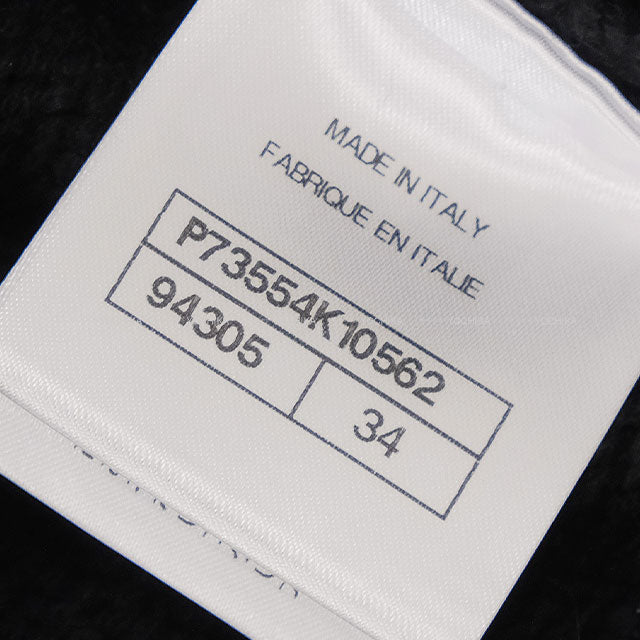 MADE IN ITALY
FABRIQUE EN ITALIE
P73554K10562
94305
34